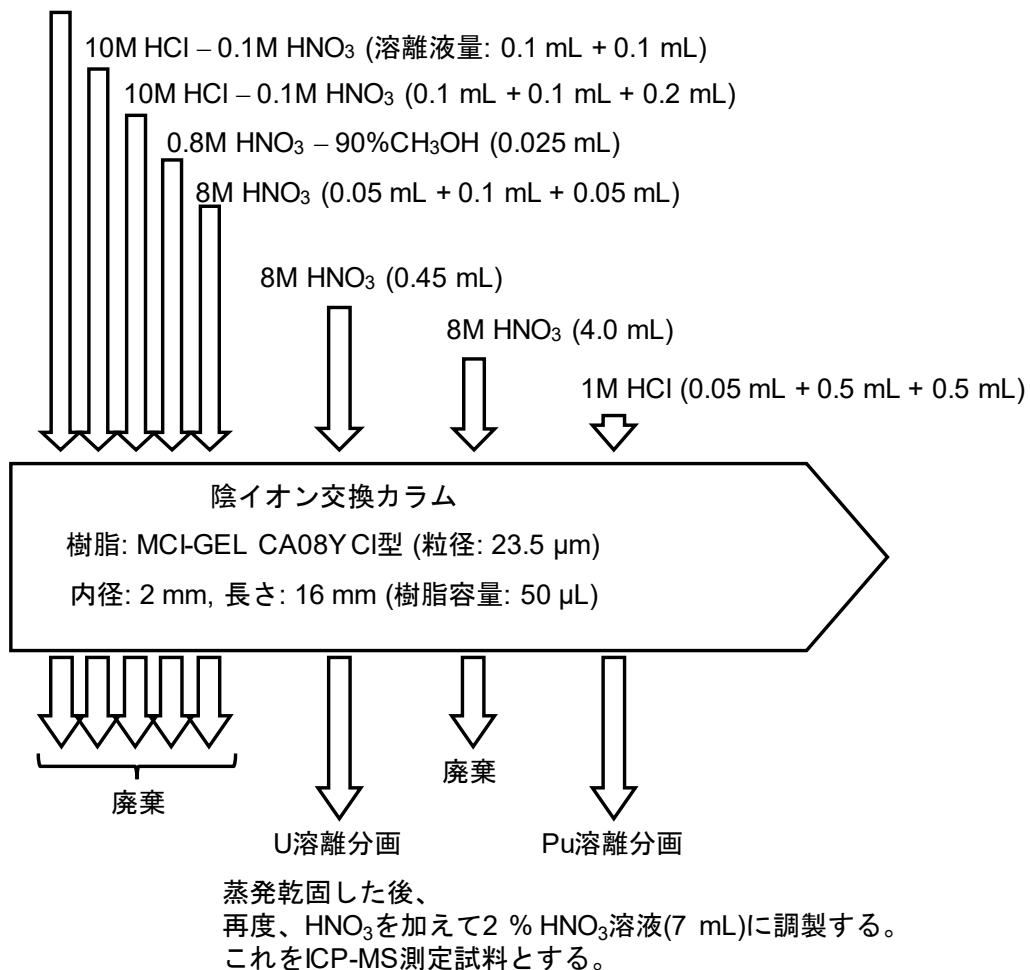 10M HCl – 0.1M HNO₃ (溶離液量: 0.1 mL + 0.1 mL)
10M HCl – 0.1M HNO₃ (0.1 mL + 0.1 mL + 0.2 mL)
0.8M HNO₃ – 90%CH₃OH (0.025 mL)
8M HNO₃ (0.05 mL + 0.1 mL + 0.05 mL)
8M HNO₃ (0.45 mL)
8M HNO₃ (4.0 mL)
1M HCl (0.05 mL + 0.5 mL + 0.5 mL)
陰イオン交換カラム
樹脂: MCI-GEL CA08Y Cl型 (粒径: 23.5 μm)
内径: 2 mm, 長さ: 16 mm (樹脂容量: 50 μL)
廃棄
廃棄
U溶離分画
Pu溶離分画
蒸発乾固した後、
再度、HNO₃を加えて2 % HNO₃溶液(7 mL)に調製する。
これをICP-MS測定試料とする。